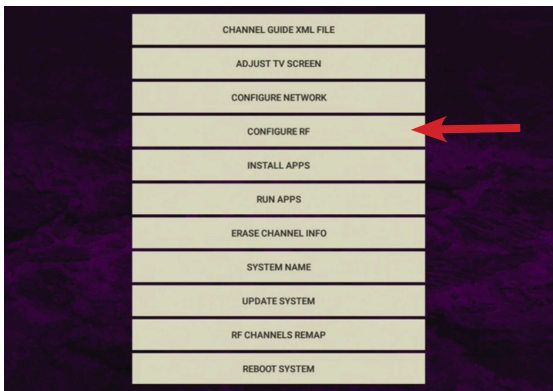 CHANNEL GUIDE XML FILE
ADJUST TV SCREEN
CONFIGURE NETWORK
CONFIGURE RF
INSTALL APPS
RUN APPS
ERASE CHANNEL INFO
SYSTEM NAME
UPDATE SYSTEM
RF CHANNELS REMAP
REBOOT SYSTEM